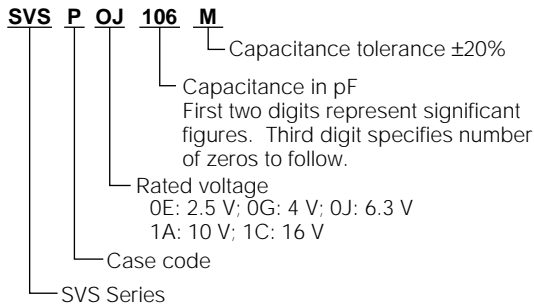 SVS P OJ 106 M
Capacitance tolerance ±20%
Capacitance in pF
First two digits represent significant
figures. Third digit specifies number
of zeros to follow.
Rated voltage
0E: 2.5 V; 0G: 4 V; 0J: 6.3 V
1A: 10 V; 1C: 16 V
Case code
SVS Series